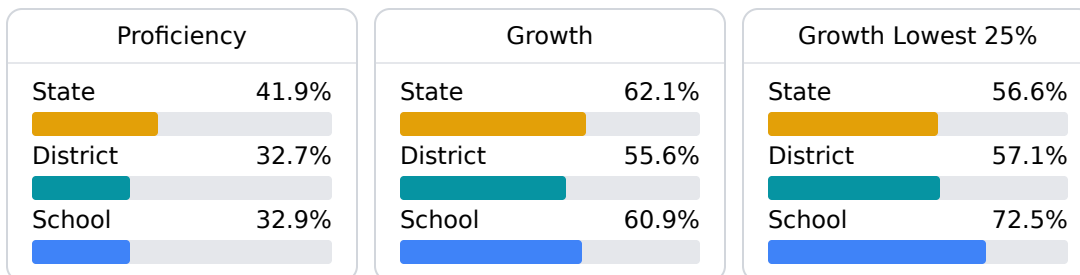 Proficiency
State 41.9%
District 32.7%
School 32.9%
Growth
State 62.1%
District 55.6%
School 60.9%
Growth Lowest 25%
State 56.6%
District 57.1%
School 72.5%